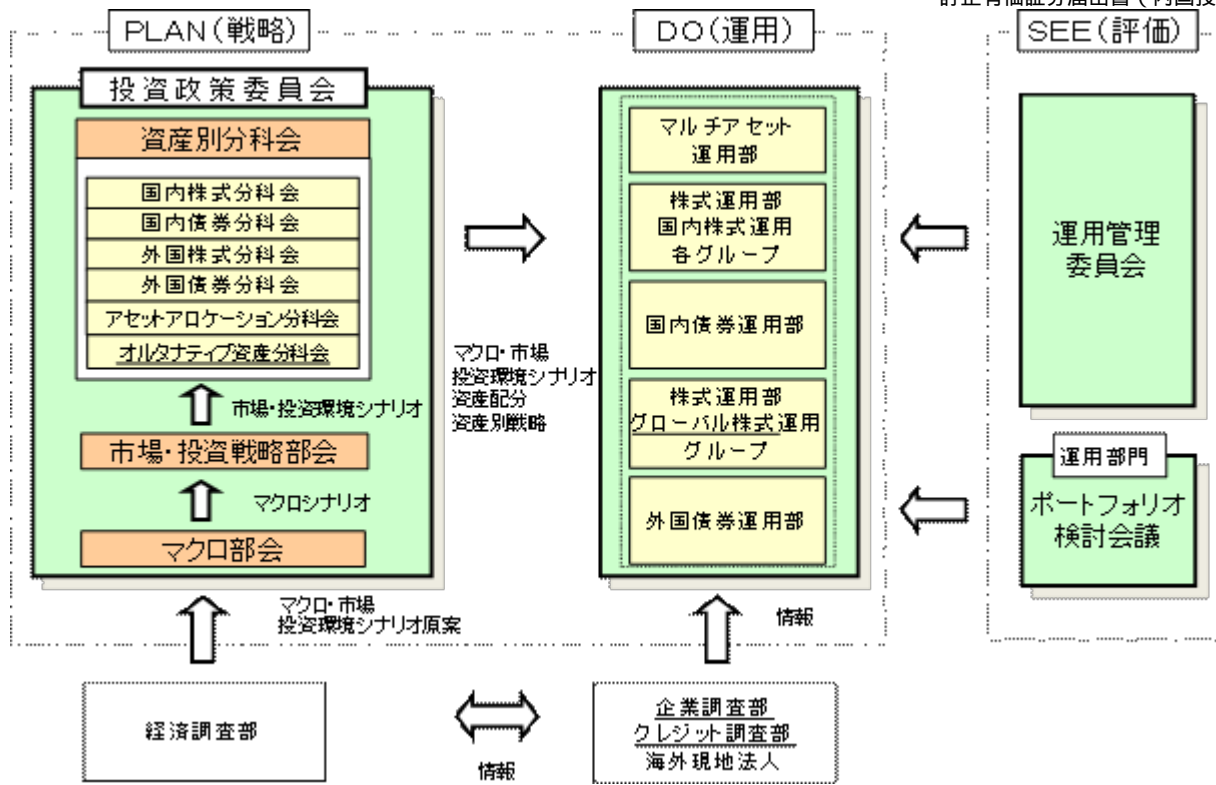 訂正有価証券届出書(内国投
PLAN(戦略)
投資政策委員会
資産別分科会
国内株式分科会
国内債券分科会
外国株式分科会
外国債券分科会
アセットアロケーション分科会
オルタナティブ資産分科会
市場・投資環境シナリオ
市場・投資戦略部会
マクロシナリオ
マクロ部会
マクロ・市場
投資環境シナリオ原案
経済調査部
マクロ・市場
投資環境シナリオ
資産配分
資産別戦略
情報
DO(運用)
マルチアセット
運用部
株式運用部
国内株式運用
各グループ
国内債券運用部
株式運用部
グローバル株式運用
グループ
外国債券運用部
情報
企業調査部
クレジット調査部
海外現地法人
SEE(評価)
運用管理
委員会
運用部門
ポートフォリオ
検討会議